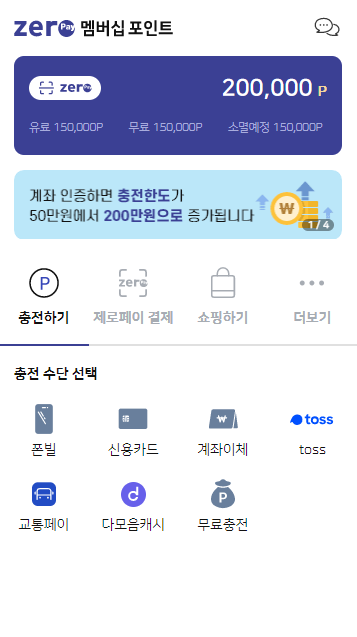 zero Pay 멤버십 포인트
zero Pay 200,000 P
유료 150,000P 무료 150,000P 소멸예정 150,000P
계좌 인증하면 충전한도가
50만원에서 200만원으로 증가됩니다
₩
1 / 4
P zero
충전하기 제로페이 결제 쇼핑하기 더보기
충전 수단 선택
₩ toss
폰빌 신용카드 계좌이체 toss
d P
교통페이 다모음캐시 무료충전